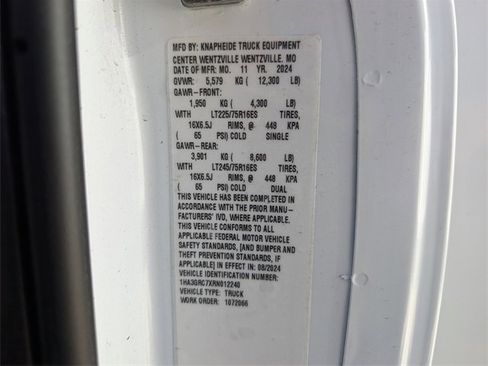 MFD BY: KNAPHEIDE TRUCK EQUIPMENT
CENTER WENTZVILLE WENTZVILLE, MO
DATE OF MFR: MO. 11 YR. 2024
GVWR: 5,579 KG ( 12,300 LB)
GAWR-FRONT:
1,950 KG ( 4,300 LB)
WITH LT225/75R16ES TIRES,
16X6.5J RIMS, @ 448 KPA
( 65 PSI) COLD SINGLE
GAWR-REAR:
3,901 KG ( 8,600 LB)
WITH LT245/75R16ES TIRES,
16X6.5J RIMS, @ 448 KPA
( 65 PSI) COLD DUAL
THIS VEHICLE HAS BEEN COMPLETED IN
ACCORDANCE WITH THE PRIOR MANU-
FACTURERS' IVD, WHERE APPLICABLE.
THIS VEHICLE CONFORMS TO ALL
APPLICABLE FEDERAL MOTOR VEHICLE
SAFETY STANDARDS, [AND BUMPER AND
THEFT PREVENTION STANDARDS, IF
APPLICABLE] IN EFFECT IN: 08/2024
VEHICLE IDENTIFICATION NUMBER:
1HA3GRC7XRN012240
VEHICLE TYPE: TRUCK
WORK ORDER: 1072066